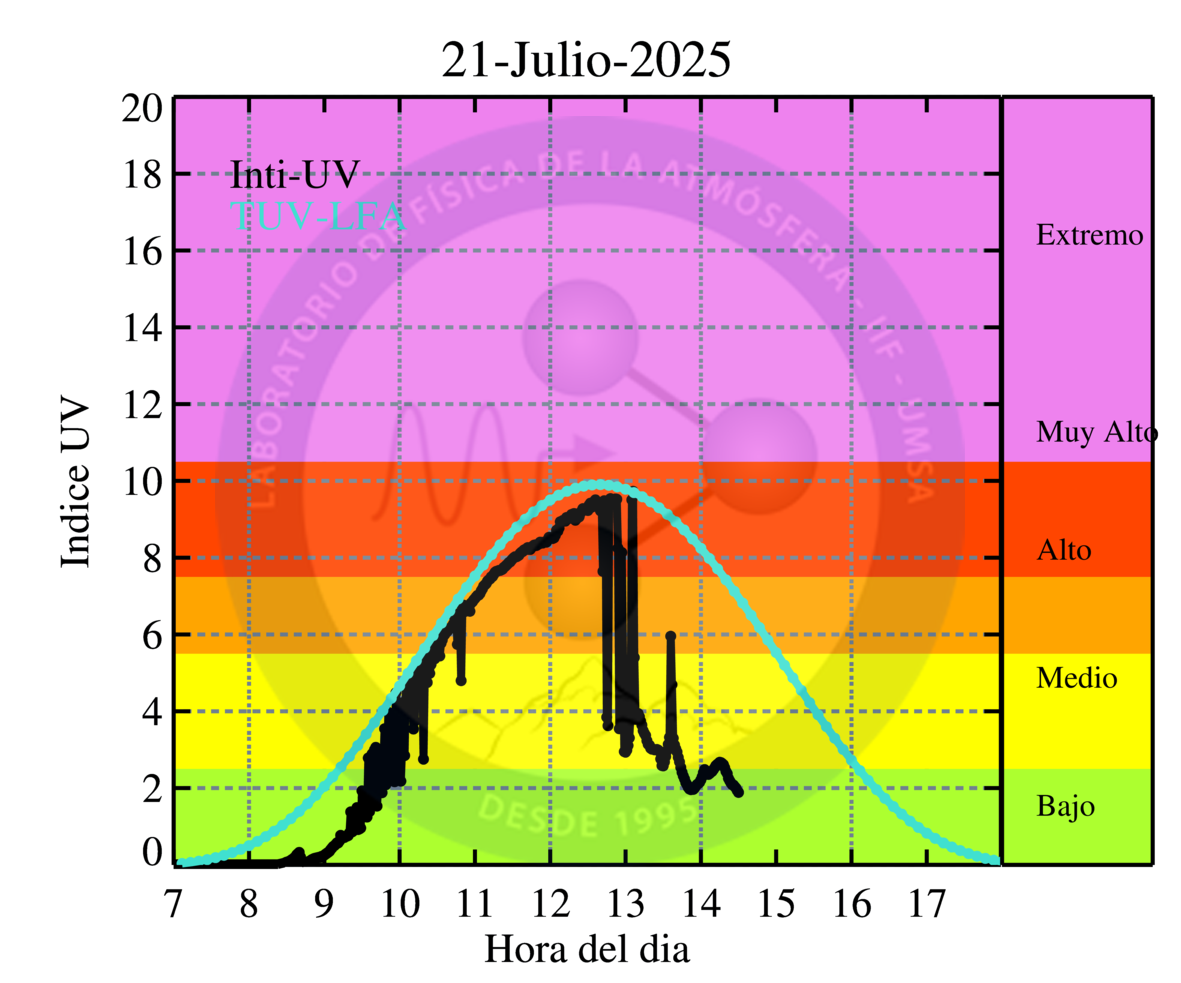 21-Julio-2025
20
18
16
14
12
10
8
6
4
2
0
Indice UV
Inti-UV
TUV-LFA
LABORATORIO DE FÍSICA DE LA ATMÓSFERA - IIF - UMSA
DESDE 1995
Extremo
Muy Alto
Alto
Medio
Bajo
7 8 9 10 11 12 13 14 15 16 17
Hora del dia